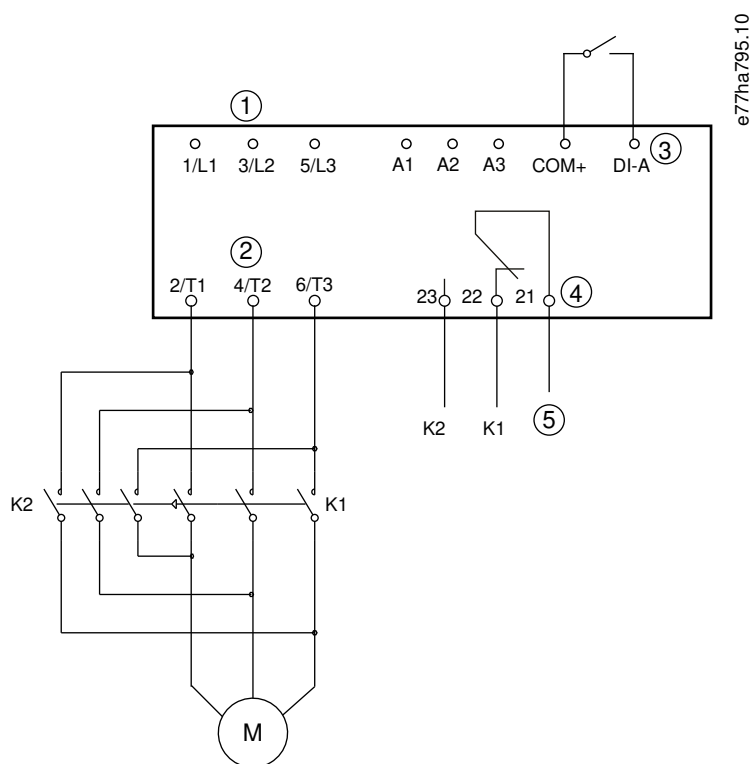 e77ha795.10
1
1/L1 3/L2 5/L3 A1 A2 A3 COM+ DI-A 3
2
2/T1 4/T2 6/T3 23 22 21 4
K2 K1 5
K2 K1
M